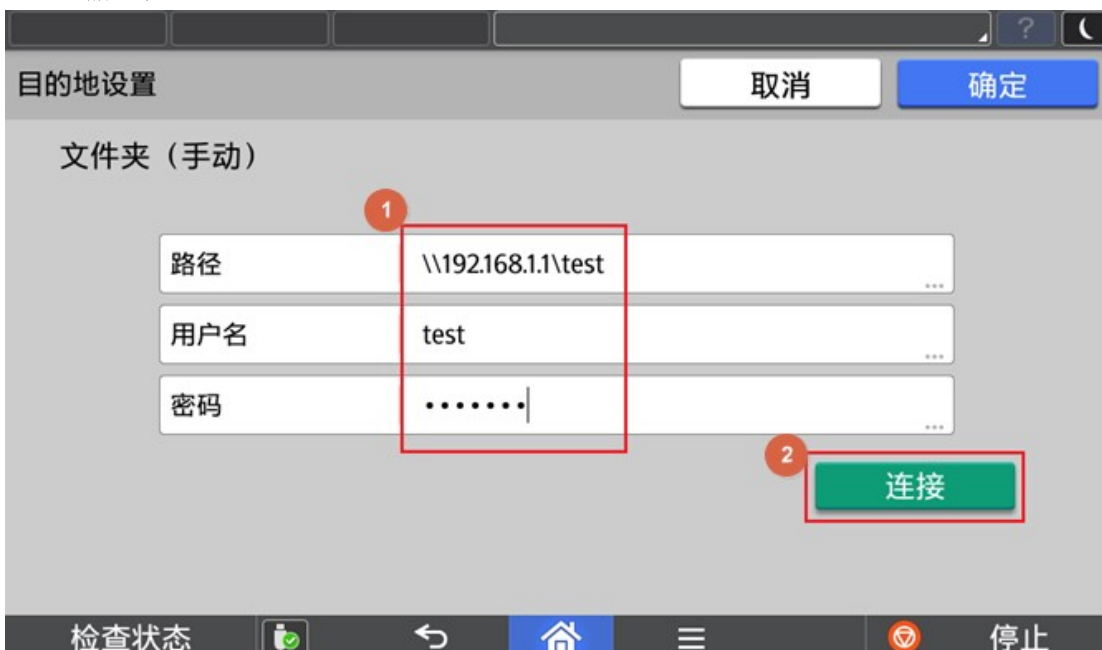 ?
目的地设置
取消
确定
文件夹（手动）
1
路径
\\192.168.1.1\test
...
用户名
test
...
密码
•••••••
...
2
连接
检查状态
停止